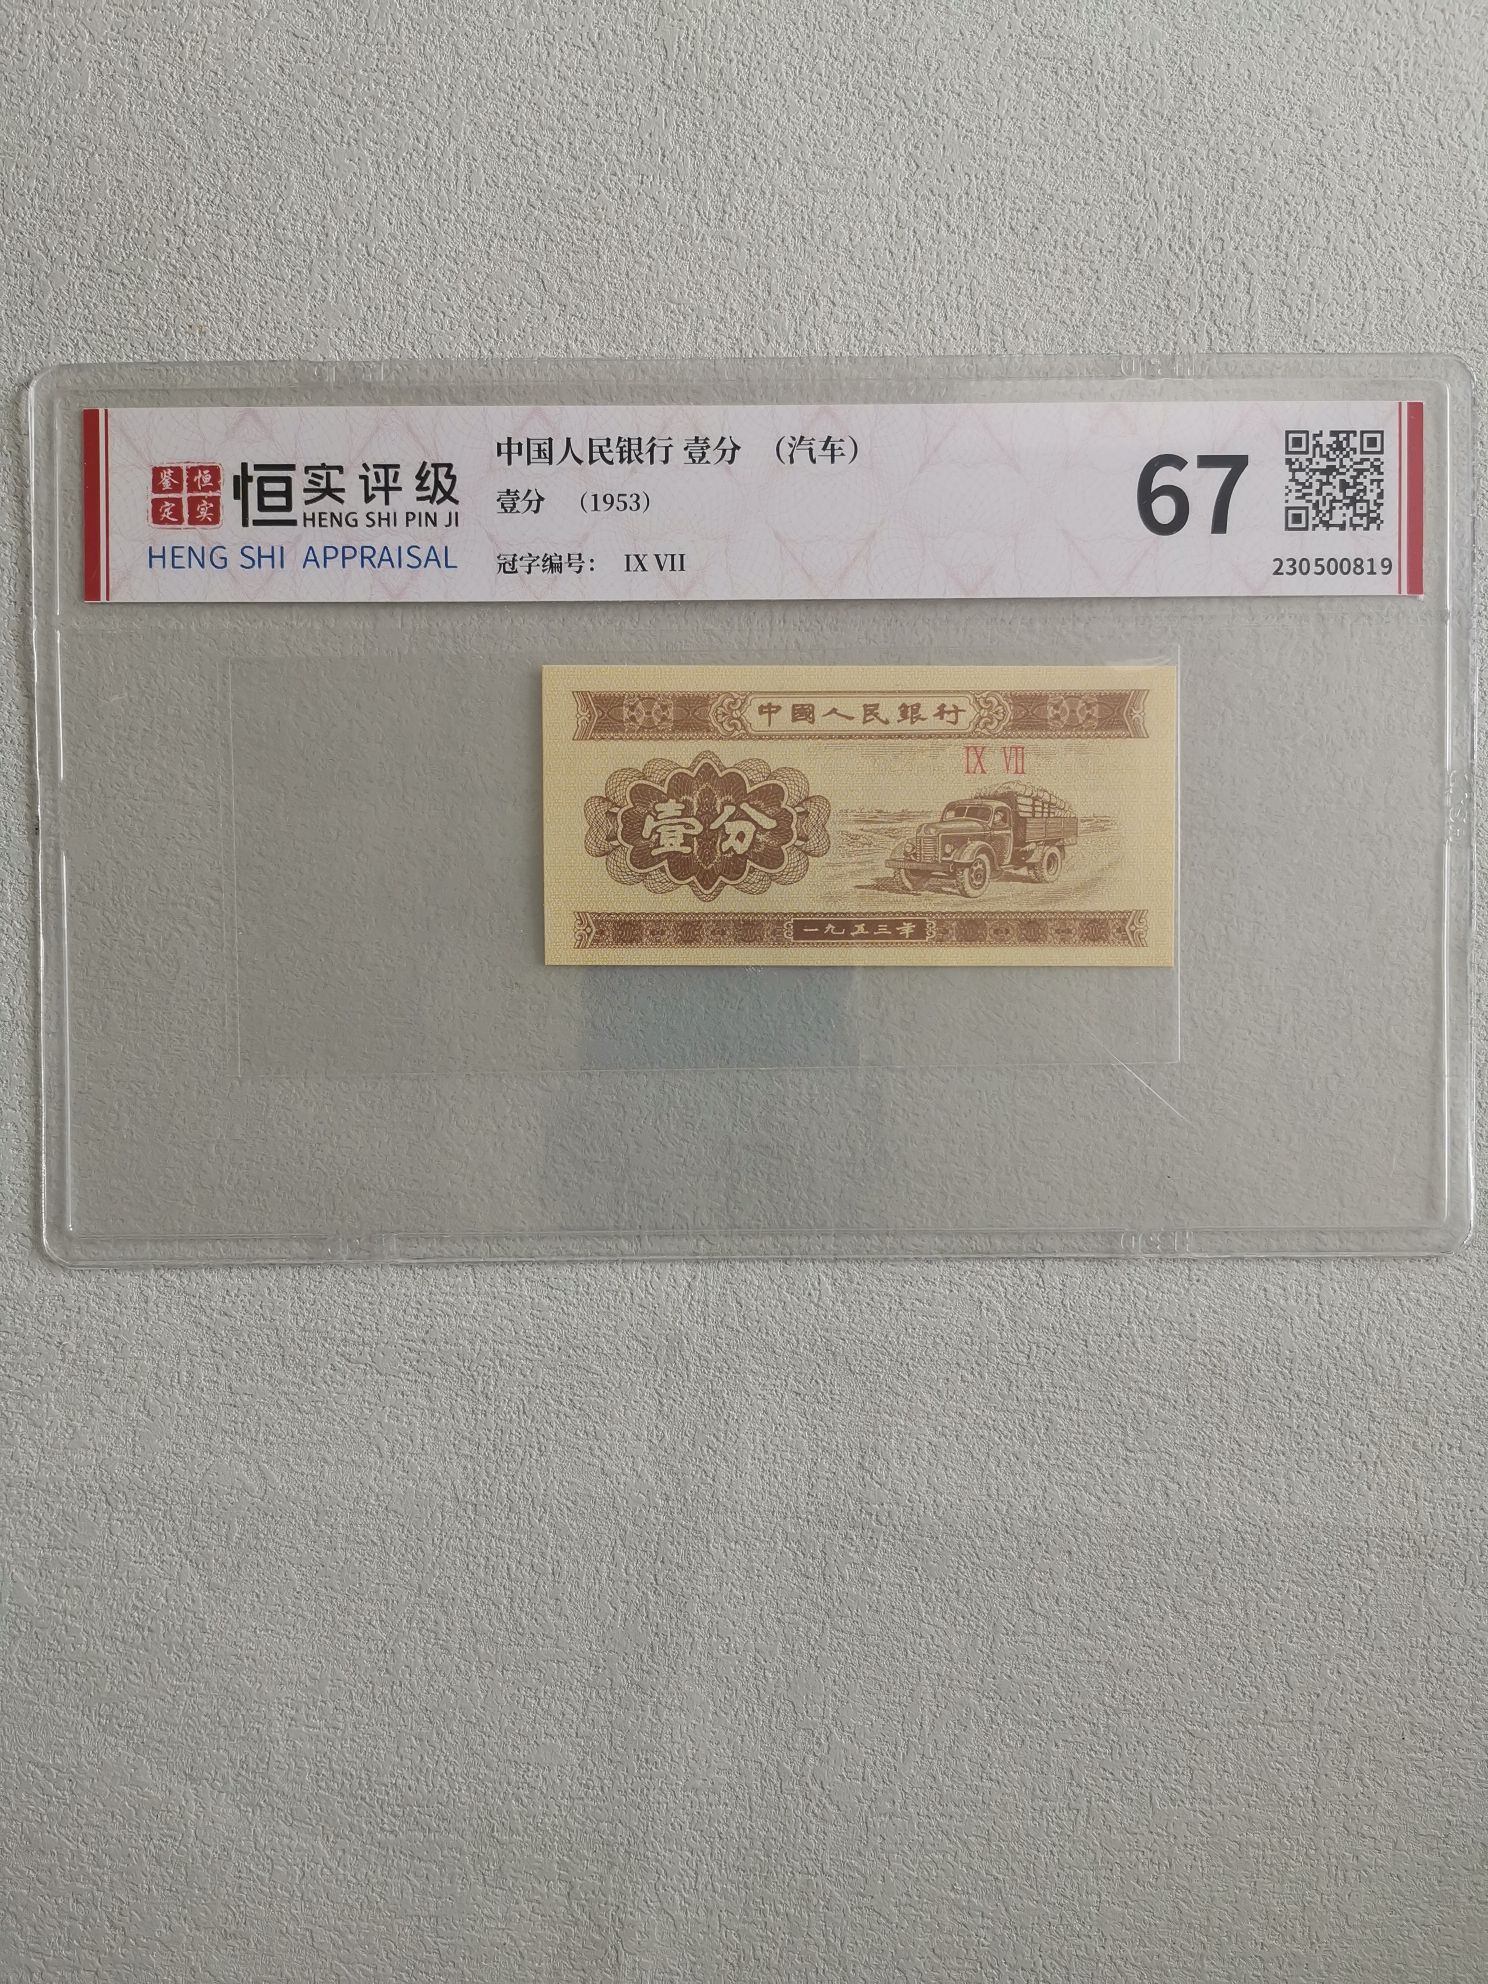 鉴恒
定实
恒实评级
HENG SHI PIN JI
HENG SHI APPRAISAL
中国人民银行 壹分 （汽车）
壹分 （1953）
冠字编号： IX VII
67
230500819
中國人民銀行
IX VII
壹分
一九五三年